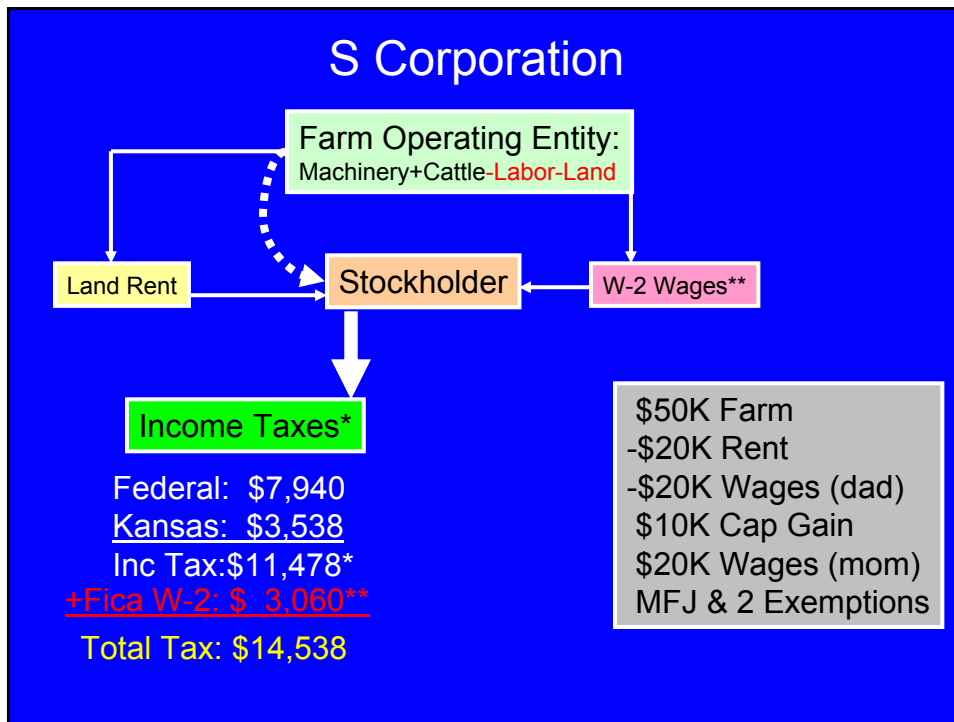 S Corporation
Farm Operating Entity:
Machinery+Cattle-Labor-Land
Land Rent
Stockholder
W-2 Wages**
Income Taxes*
Federal: $7,940
Kansas: $3,538
Inc Tax:$11,478*
+Fica W-2: $ 3,060**
Total Tax: $14,538
$50K Farm
-$20K Rent
-$20K Wages (dad)
$10K Cap Gain
$20K Wages (mom)
MFJ & 2 Exemptions